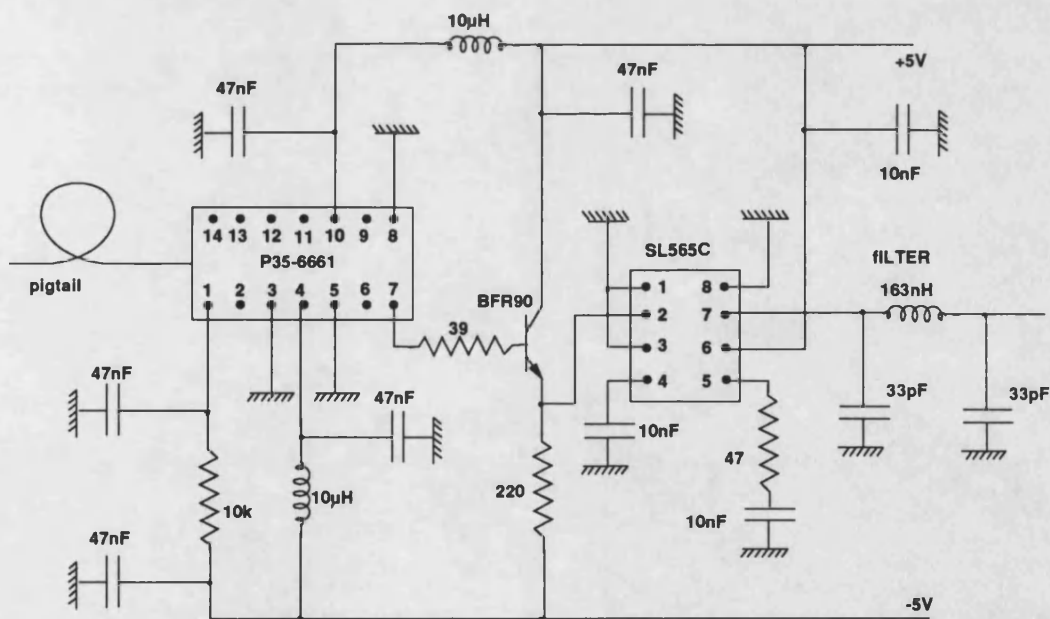 10µH
+5V
47nF
47nF
10nF
14 13 12 11 10 9 8
P35-6661
1 2 3 4 5 6 7
pigtail
SL565C
1 8
2 7
3 6
4 5
fILTER
163nH
BFR90
39
47nF
47nF
33pF
33pF
10nF
47
10µH
220
10k
10nF
47nF
-5V